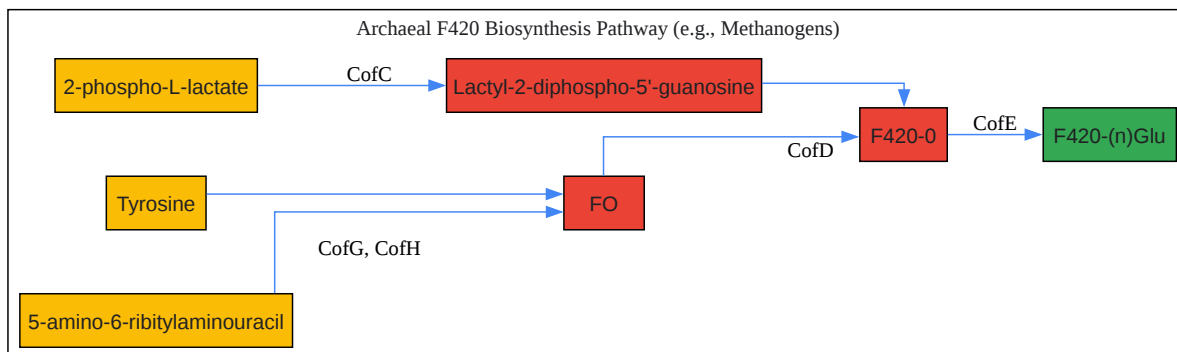 Archaeal F420 Biosynthesis Pathway (e.g., Methanogens)
2-phospho-L-lactate
CofC
Lactyl-2-diphospho-5'-guanosine
F420-0
CofE
F420-(n)Glu
CofD
Tyrosine
FO
CofG, CofH
5-amino-6-ribitylaminouracil